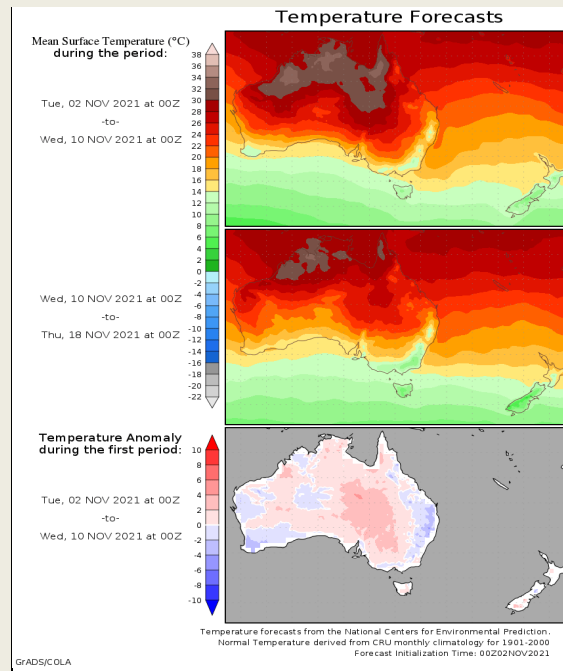 Temperature Forecasts
Mean Surface Temperature (°C)
during the period:
Tue, 02 NOV 2021 at 00Z
-to-
Wed, 10 NOV 2021 at 00Z
38
36
34
32
30
28
26
24
22
20
18
16
14
12
10
8
6
4
2
0
-2
-4
-6
-8
-10
-12
-14
-16
-18
-20
-22
Wed, 10 NOV 2021 at 00Z
-to-
Thu, 18 NOV 2021 at 00Z
Temperature Anomaly
during the first period:
Tue, 02 NOV 2021 at 00Z
-to-
Wed, 10 NOV 2021 at 00Z
10
8
6
4
2
0
-2
-4
-6
-8
-10
Temperature forecasts from the National Centers for Environmental Prediction.
Normal Temperature derived from CRU monthly climatology for 1901-2000
Forecast Initialization Time: 00Z02NOV2021
GrADS/COLA